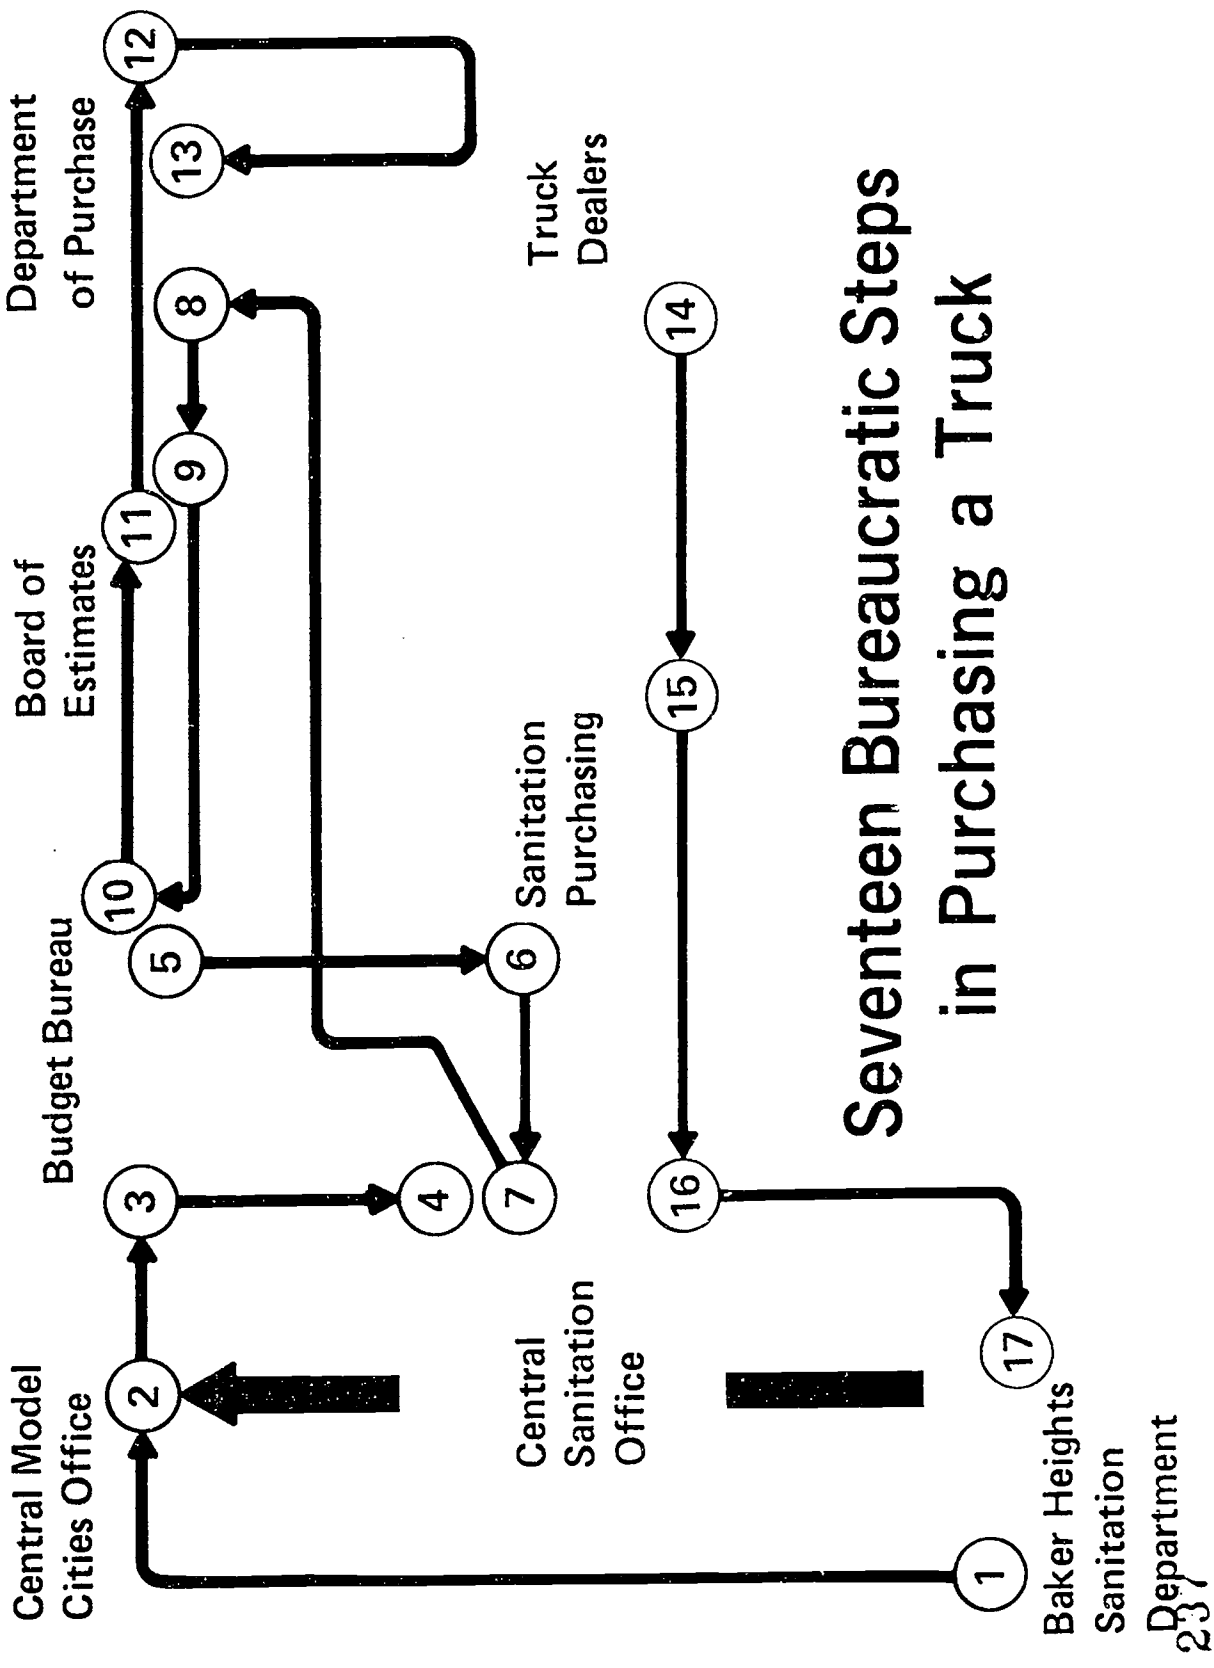 Central Model
Cities Office
Budget Bureau
Board of
Estimates
Department
of Purchase
2
3
10
5
11
9
8
13
12
4
7
6
Central
Sanitation
Office
Sanitation
Purchasing
Truck
Dealers
16
15
14
1
17
Baker Heights
Sanitation
Department
Seventeen Bureaucratic Steps
in Purchasing a Truck
237